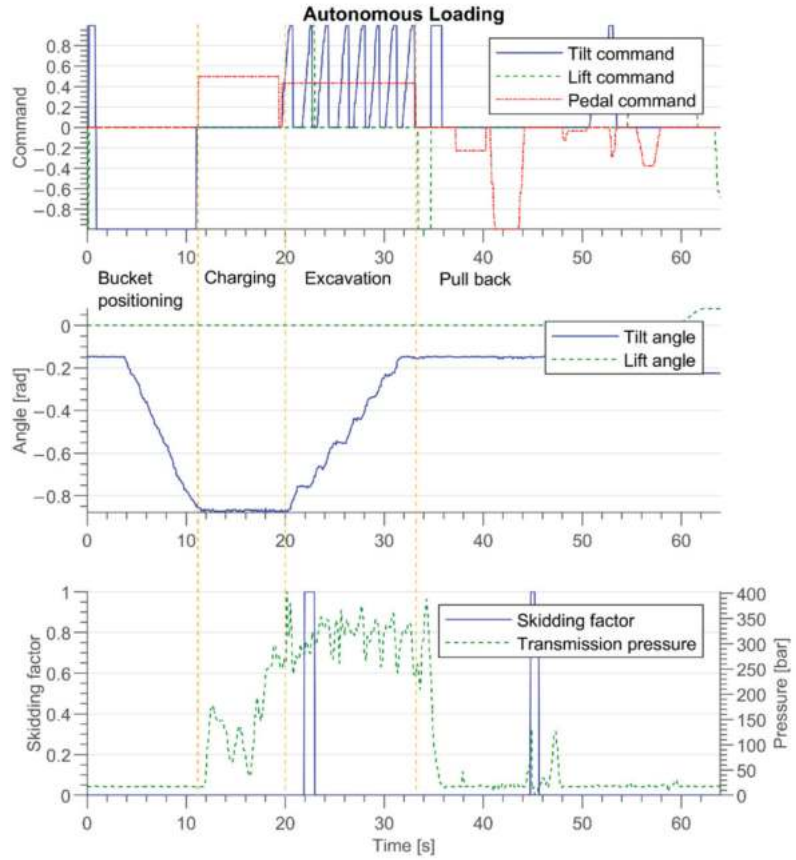 Autonomous Loading
Command
0.8
0.6
0.4
0.2
0
−0.2
−0.4
−0.6
−0.8
Tilt command
Lift command
Pedal command
0 10 20 30 40 50 60
Bucket positioning
Charging
Excavation
Pull back
Angle [rad]
0
−0.2
−0.4
−0.6
−0.8
Tilt angle
Lift angle
0 10 20 30 40 50 60
Skidding factor
1
0.8
0.6
0.4
0.2
0
Skidding factor
Transmission pressure
400
350
300
250
200
150
100
50
0
Pressure [bar]
0 10 20 30 40 50 60
Time [s]